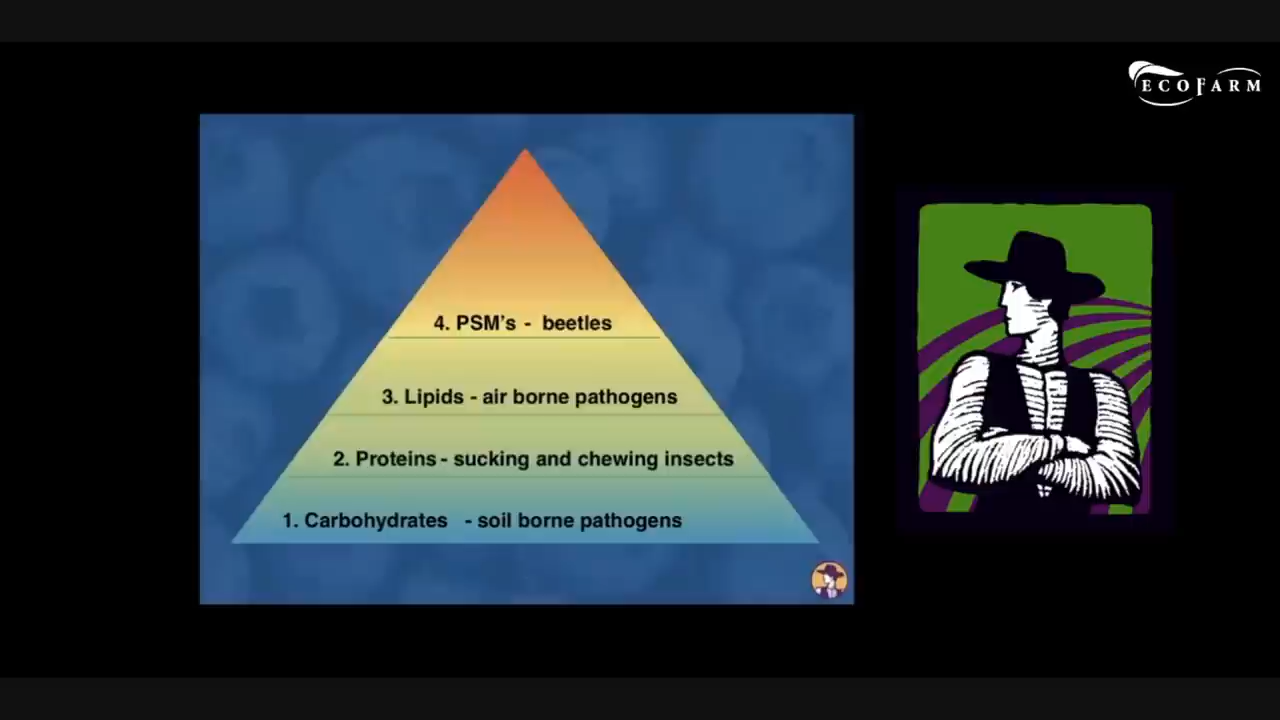 ECOFARM
4. PSM's - beetles
3. Lipids - air borne pathogens
2. Proteins - sucking and chewing insects
1. Carbohydrates - soil borne pathogens